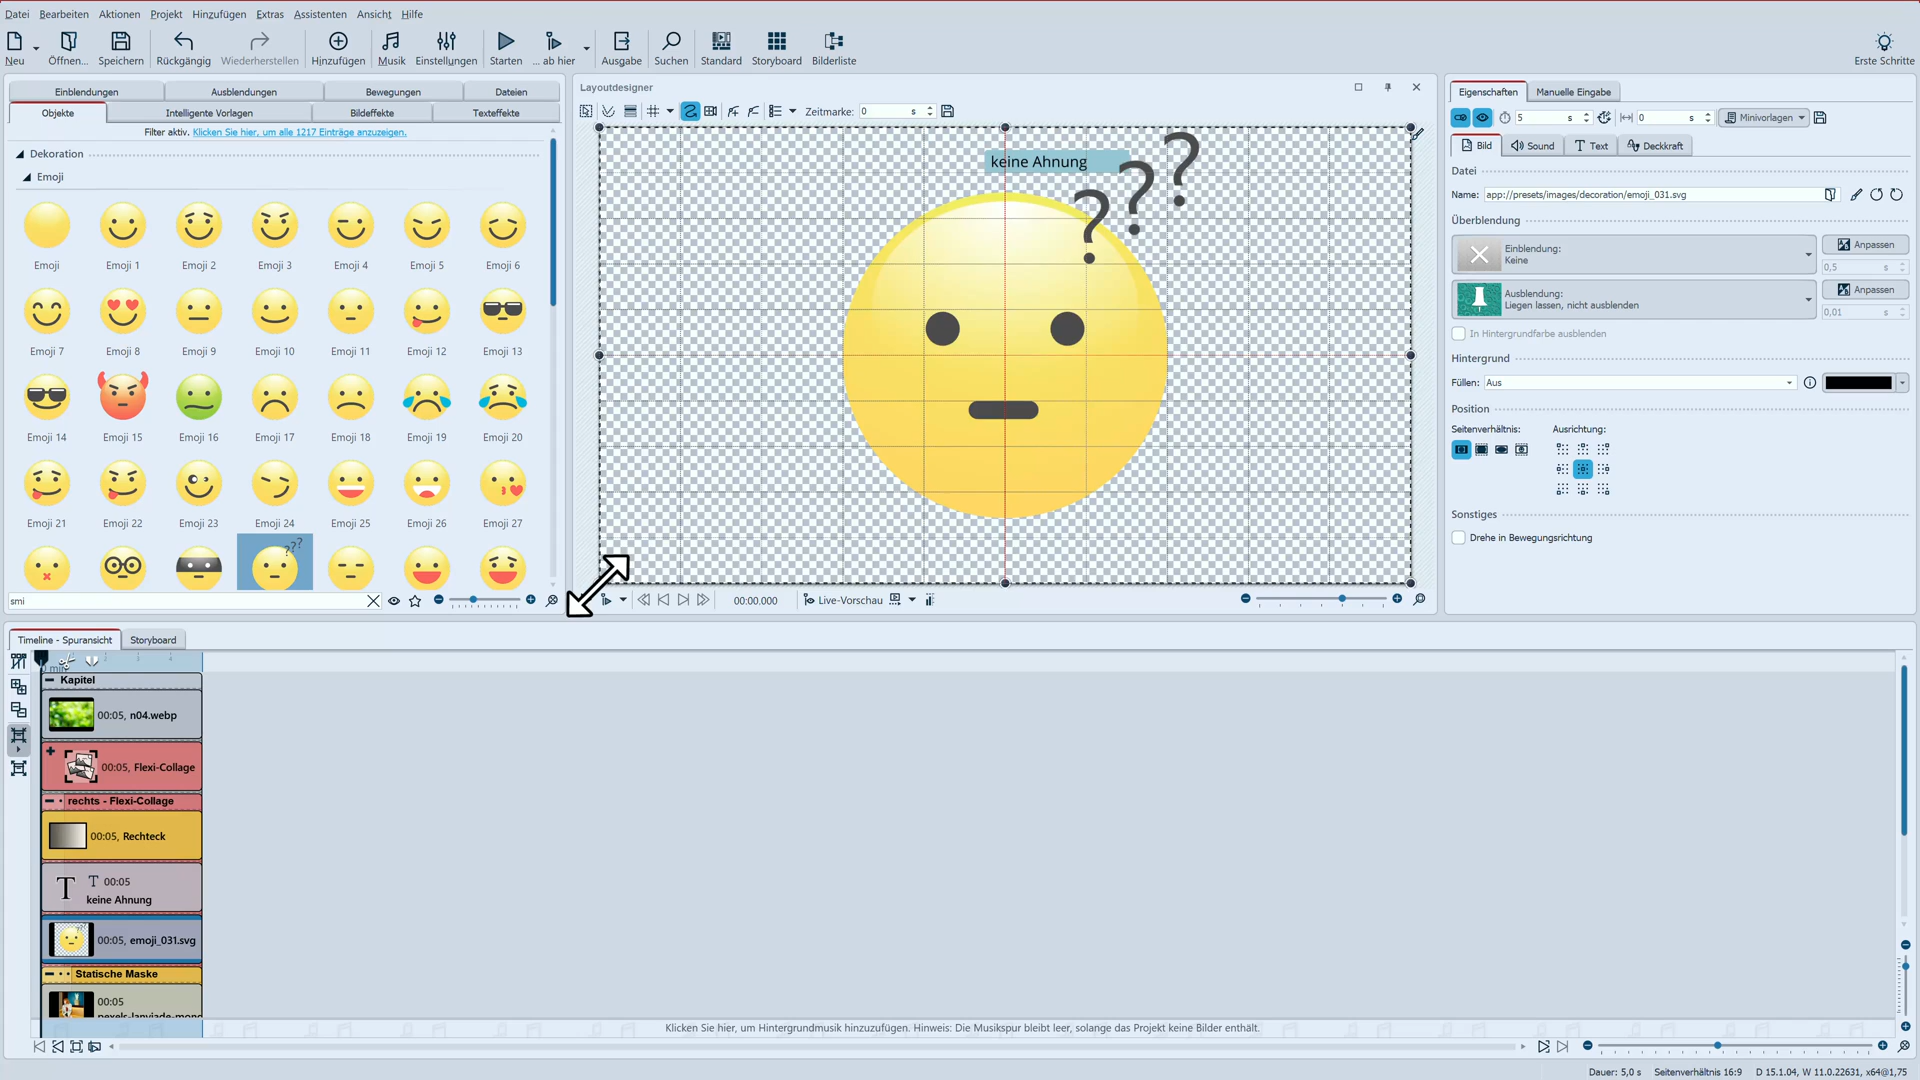 Datei Bearbeiten Aktionen Projekt Hinzufügen Extras Assistenten Ansicht Hilfe
Neu Öffnen... Speichern Rückgängig Wiederherstellen Hinzufügen Musik Einstellungen Starten ... ab hier Ausgabe Suchen Standard Storyboard Bilderliste Erste Schritte
Einblendungen Ausblendungen Bewegungen Dateien
Objekte Intelligente Vorlagen Bildeffekte Texteffekte
Filter aktiv. Klicken Sie hier, um alle 1217 Einträge anzuzeigen.
Dekoration
Emoji
Emoji Emoji 1 Emoji 2 Emoji 3 Emoji 4 Emoji 5 Emoji 6
Emoji 7 Emoji 8 Emoji 9 Emoji 10 Emoji 11 Emoji 12 Emoji 13
Emoji 14 Emoji 15 Emoji 16 Emoji 17 Emoji 18 Emoji 19 Emoji 20
Emoji 21 Emoji 22 Emoji 23 Emoji 24 Emoji 25 Emoji 26 Emoji 27
smi
Layoutdesigner
Zeitmarke: 0 s
keine Ahnung
? ? ?
00:00.000 Live-Vorschau
Eigenschaften Manuelle Eingabe
5 s 0 s Minivorlagen
Bild Sound Text Deckkraft
Datei
Name: app://presets/images/decoration/emoji_031.svg
Überblendung
Einblendung:
Keine
Anpassen
0,5 s
Ausblendung:
Liegen lassen, nicht ausblenden
Anpassen
0,01 s
In Hintergrundfarbe ausblenden
Hintergrund
Füllen: Aus
Position
Seitenverhältnis: Ausrichtung:
Sonstiges
Drehe in Bewegungsrichtung
Timeline - Spuransicht Storyboard
0 min
2 3 4
Kapitel
00:05, n04.webp
00:05, Flexi-Collage
rechts - Flexi-Collage
00:05, Rechteck
T T 00:05
keine Ahnung
00:05, emoji_031.svg
Statische Maske
00:05
Klicken Sie hier, um Hintergrundmusik hinzuzufügen. Hinweis: Die Musikspur bleibt leer, solange das Projekt keine Bilder enthält.
Dauer: 5,0 s Seitenverhältnis 16:9 D 15.1.04, W 11.0.22631, x64@1,75